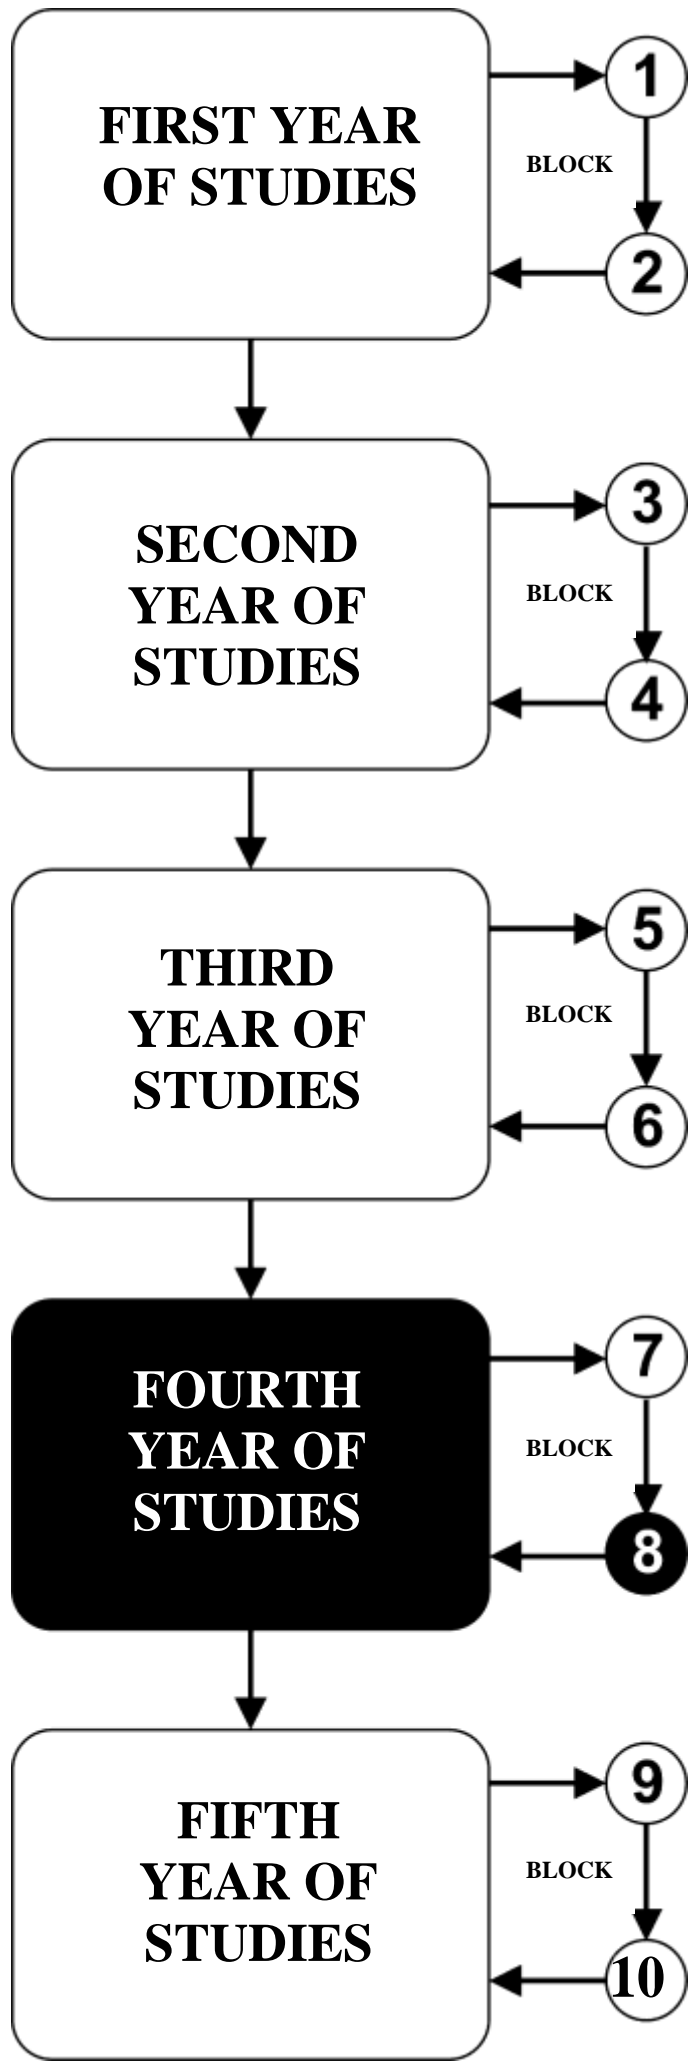 FIRST YEAR
OF STUDIES
1
BLOCK
2
SECOND
YEAR OF
STUDIES
3
BLOCK
4
THIRD
YEAR OF
STUDIES
5
BLOCK
6
FOURTH
YEAR OF
STUDIES
7
BLOCK
8
FIFTH
YEAR OF
STUDIES
9
BLOCK
10